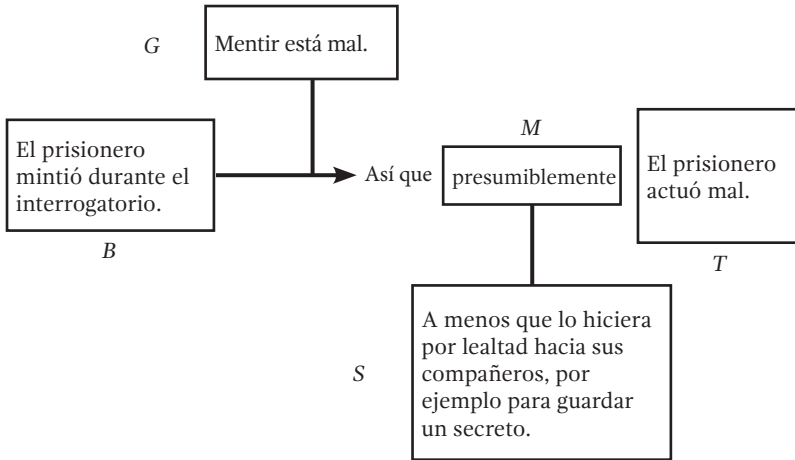 G
Mentir está mal.
El prisionero
mintió durante el
interrogatorio.
B
Así que
M
presumiblemente
El prisionero
actuó mal.
T
S
A menos que lo hiciera
por lealtad hacia sus
compañeros, por
ejemplo para guardar
un secreto.